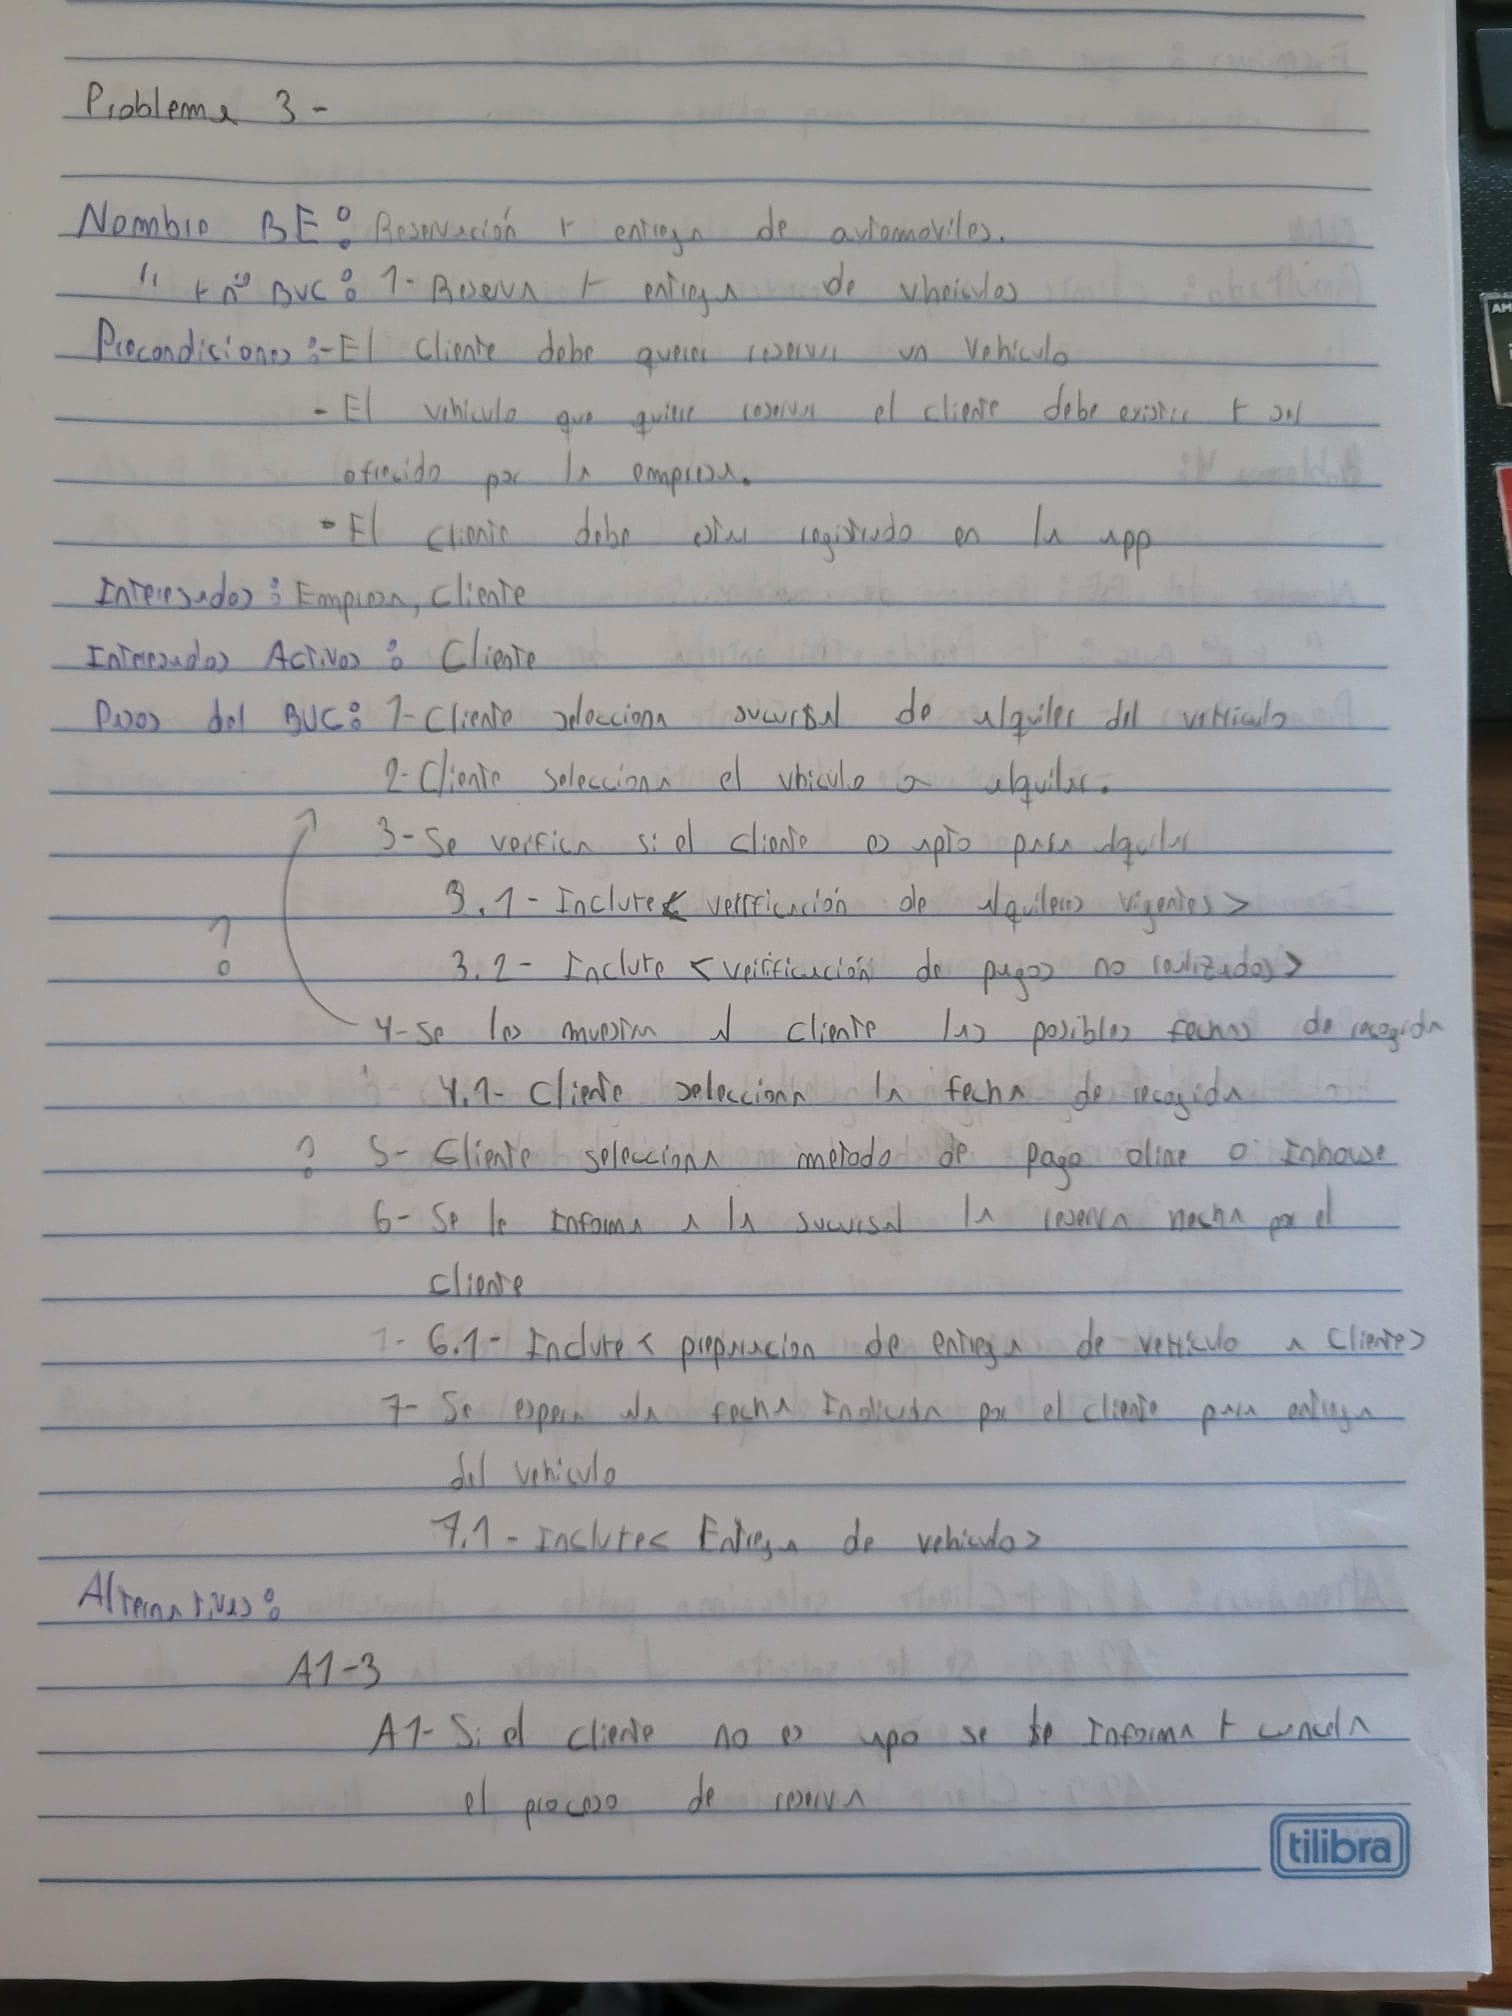 Problema 3-
Nombre BE: Reservación + entrega de automoviles.
" + nº BUC: 1- Reserva + entrega de vheiculos
Precondiciones:- El cliente debe querer reservar un vehiculo
- El vehiculo que quiere reservar el cliente debe existir + ser
ofrecido por la empresa.
- El cliente debe estar registrado en la app
Interesados: Empresa, cliente
Interesados Activos: Cliente
Pasos del BUC: 1- Cliente selecciona sucursal de alquiler del vehiculo
2- Cliente selecciona el vhiculo a alquilar.
3- Se verfica si el cliente es apto para alquilar
3.1- Incluye < verificación de alquileres vigentes >
?
3.2- Incluye < verificación de pagos no realizados >
4- Se les muestra al cliente las posibles fechas de recogida
4.1- Cliente selecciona la fecha de recogida
? 5- Cliente selecciona metodo de pago oline o Inhouse
6- Se le informa a la sucursal la reserva hecha por el
cliente
6.1- Incluye < preparacion de entrega de vehiculo a cliente >
7- Se espera la fecha Indicada por el cliente para entrega
del vehiculo
7.1- Incluye < Entrega de vehiculo >
Alternativas:
A1-3
A1- Si el cliente no es apo se le Informa + cancela
el proceso de reserva
tilibra